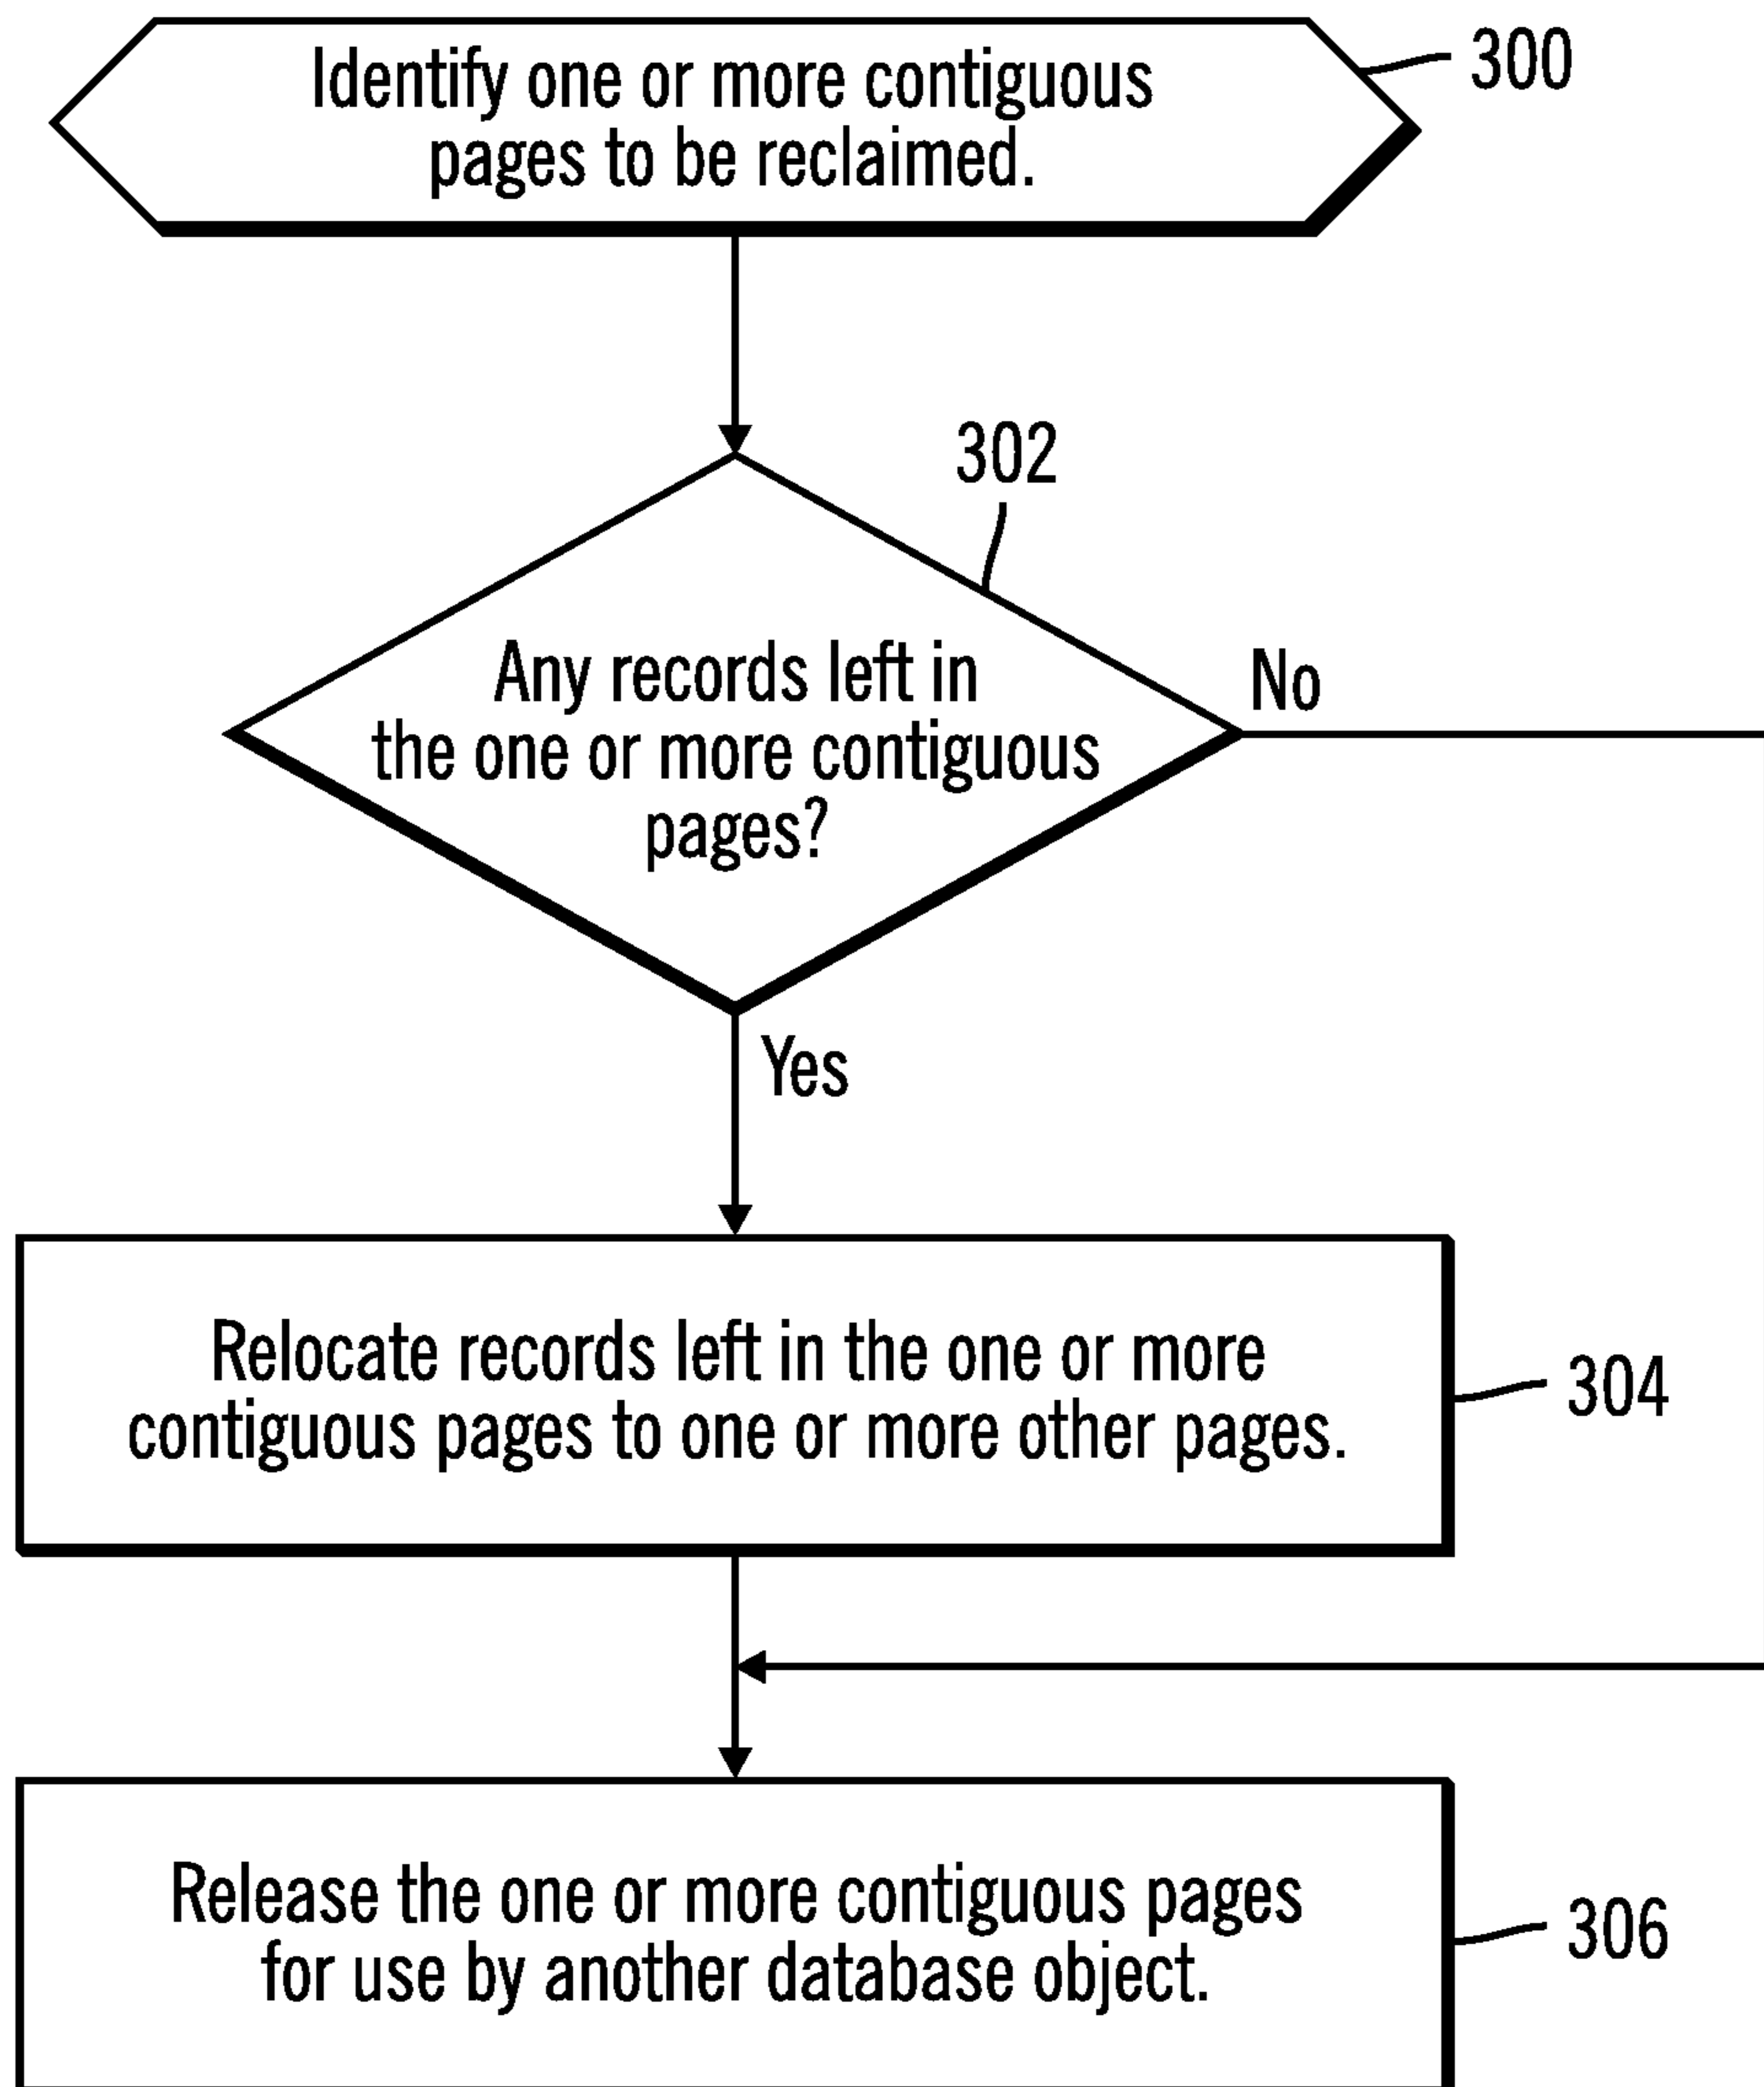 Identify one or more contiguous
pages to be reclaimed.
300
302
Any records left in
the one or more contiguous
pages?
No
Yes
Relocate records left in the one or more
contiguous pages to one or more other pages.
304
Release the one or more contiguous pages
for use by another database object.
306